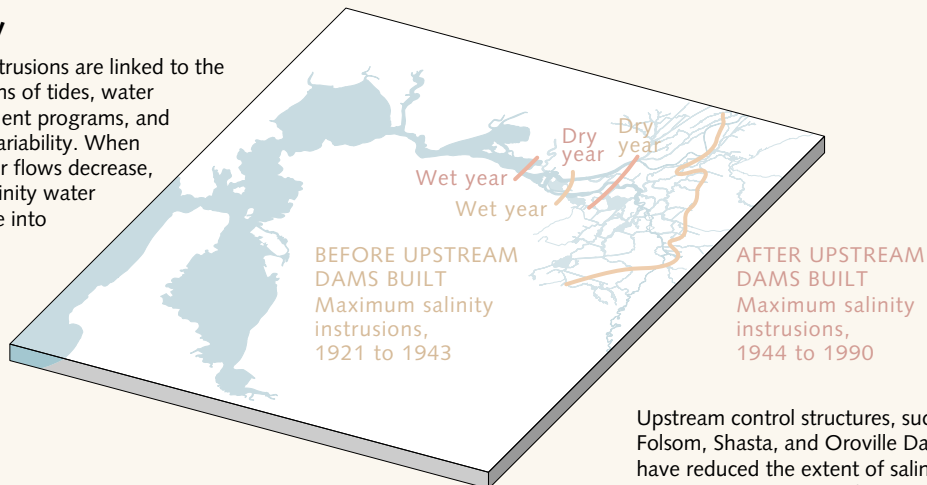 trusions are linked to the
ns of tides, water
ent programs, and
ariability. When
r flows decrease,
inity water
e into
Dry
year
Dry
year
Wet year
Wet year
BEFORE UPSTREAM
DAMS BUILT
Maximum salinity
instrusions,
1921 to 1943
AFTER UPSTREAM
DAMS BUILT
Maximum salinity
instrusions,
1944 to 1990
Upstream control structures, suc
Folsom, Shasta, and Oroville Da
have reduced the extent of salin